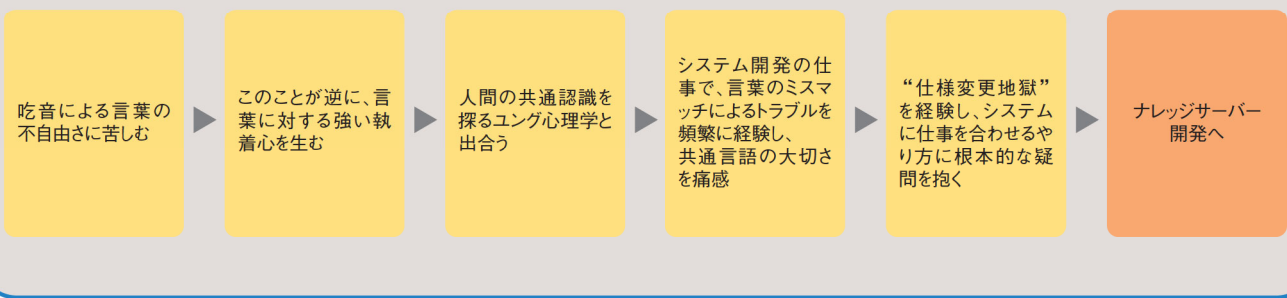 吃音による言葉の
不自由さに苦しむ
このことが逆に、言
葉に対する強い執
着心を生む
人間の共通認識を
探るユング心理学と
出合う
システム開発の仕
事で、言葉のミスマ
ッチによるトラブルを
頻繁に経験し、
共通言語の大切さ
を痛感
“仕様変更地獄”
を経験し、システム
に仕事を合わせるや
り方に根本的な疑
問を抱く
ナレッジサーバー
開発へ